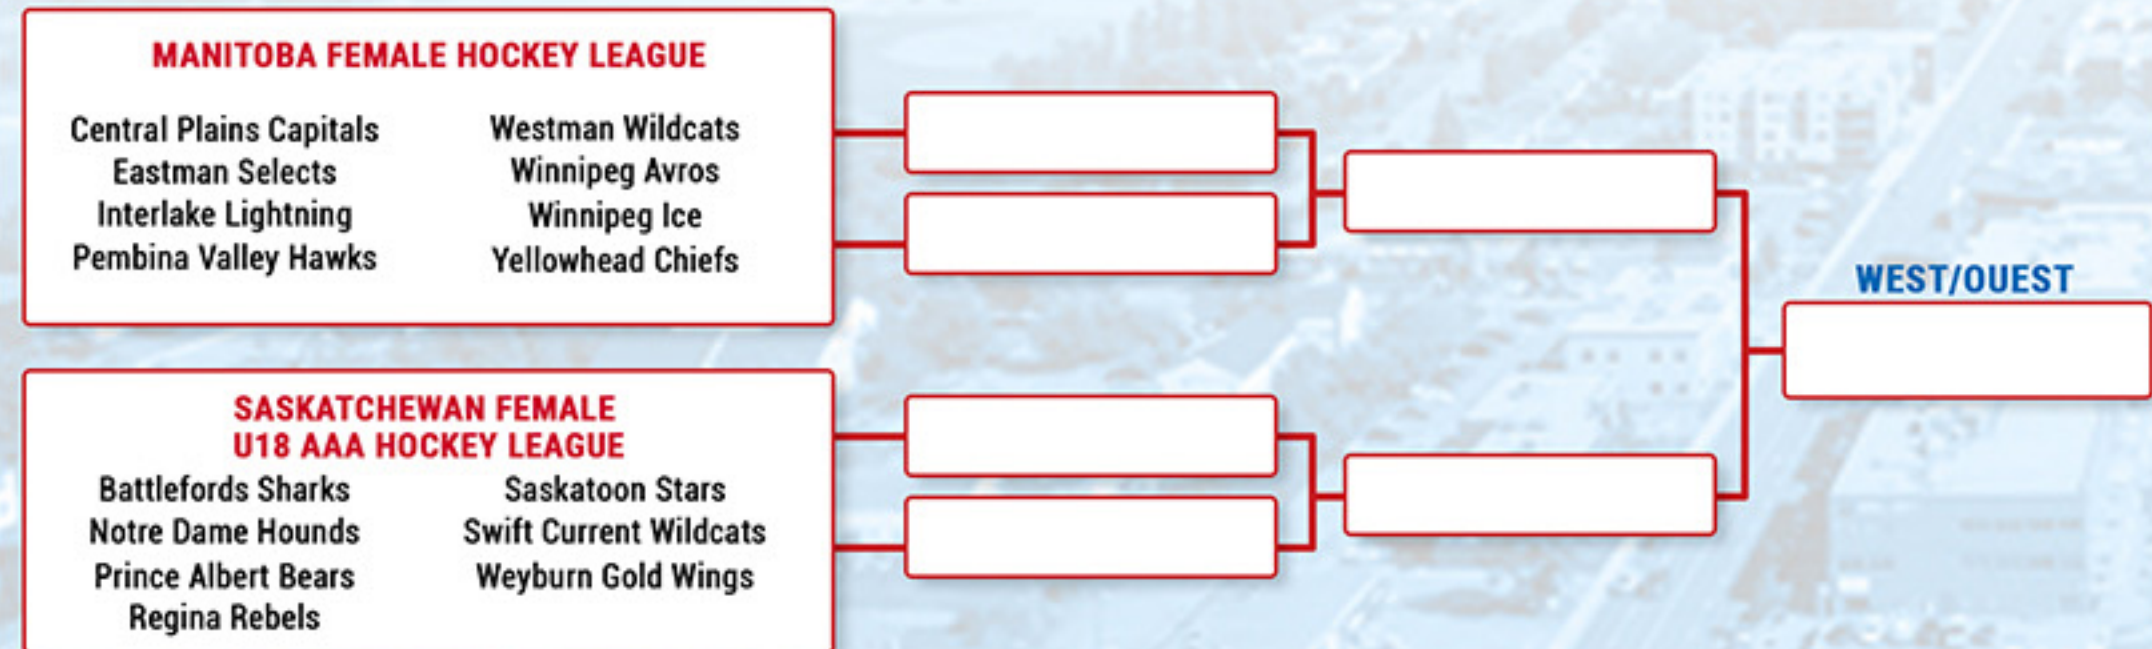 MANITOBA FEMALE HOCKEY LEAGUE
Central Plains Capitals
Eastman Selects
Interlake Lightning
Pembina Valley Hawks
Westman Wildcats
Winnipeg Avros
Winnipeg Ice
Yellowhead Chiefs
SASKATCHEWAN FEMALE
U18 AAA HOCKEY LEAGUE
Battlefords Sharks
Notre Dame Hounds
Prince Albert Bears
Regina Rebels
Saskatoon Stars
Swift Current Wildcats
Weyburn Gold Wings
WEST/OUEST